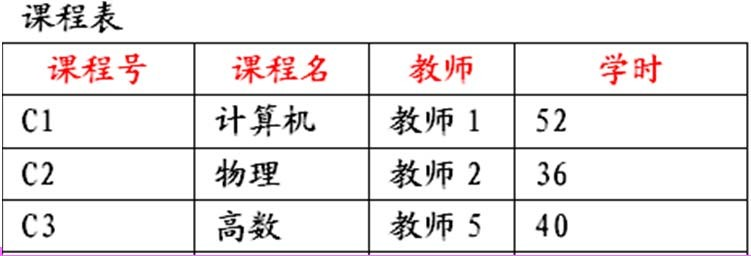 课程表
课程号 课程名 教师 学时
C1 计算机 教师 1 52
C2 物理 教师 2 36
C3 高数 教师 5 40